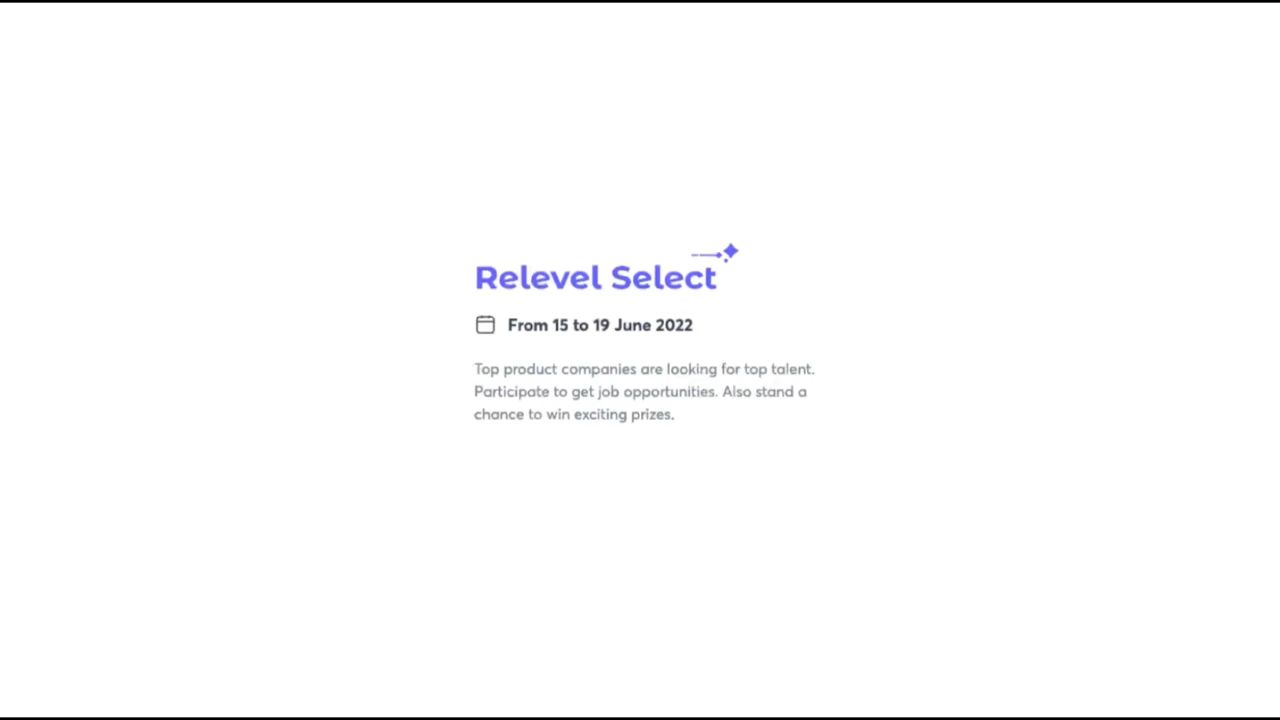 Relevel Select
From 15 to 19 June 2022
Top product companies are looking for top talent.
Participate to get job opportunities. Also stand a
chance to win exciting prizes.